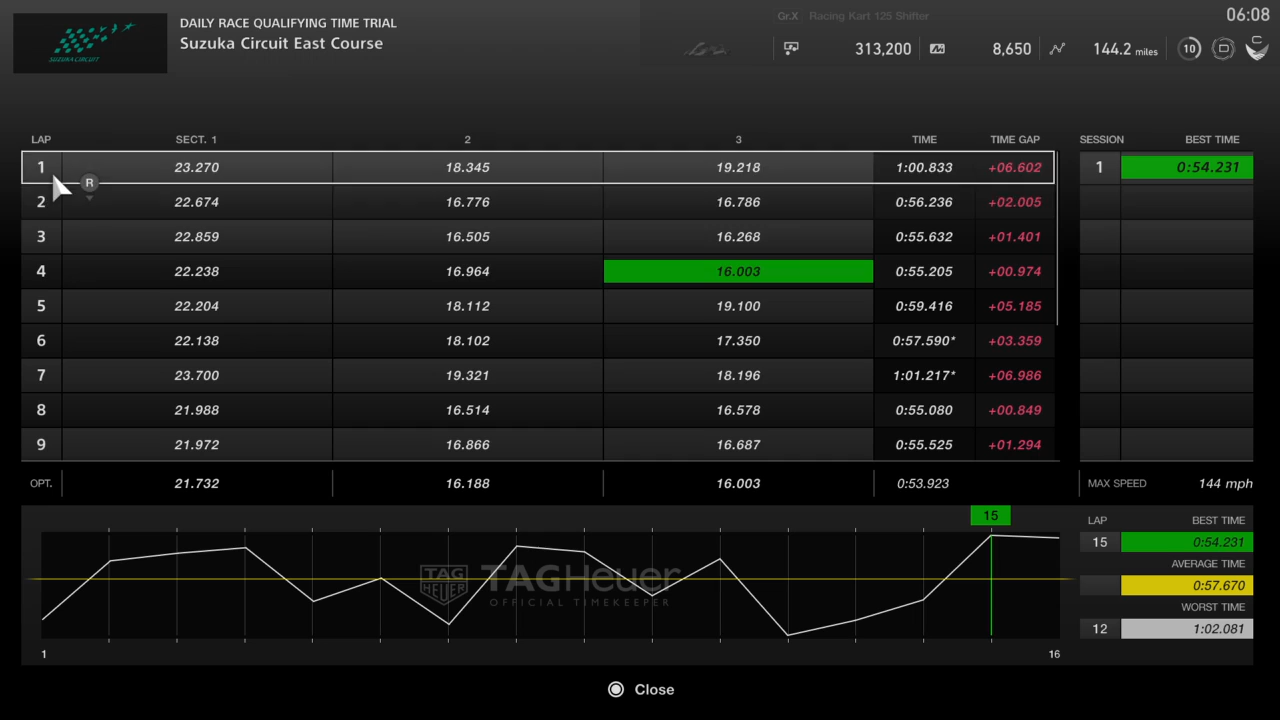 DAILY RACE QUALIFYING TIME TRIAL
Suzuka Circuit East Course
SUZUKA CIRCUIT
Gr.X Racing Kart 125 Shifter
06:08
313,200 8,650 144.2 miles 10 C
LAP SECT. 1 2 3 TIME TIME GAP SESSION BEST TIME
1 23.270 18.345 19.218 1:00.833 +06.602 1 0:54.231
R
2 22.674 16.776 16.786 0:56.236 +02.005
3 22.859 16.505 16.268 0:55.632 +01.401
4 22.238 16.964 16.003 0:55.205 +00.974
5 22.204 18.112 19.100 0:59.416 +05.185
6 22.138 18.102 17.350 0:57.590* +03.359
7 23.700 19.321 18.196 1:01.217* +06.986
8 21.988 16.514 16.578 0:55.080 +00.849
9 21.972 16.866 16.687 0:55.525 +01.294
OPT. 21.732 16.188 16.003 0:53.923 MAX SPEED 144 mph
15
LAP BEST TIME
15 0:54.231
AVERAGE TIME
0:57.670
WORST TIME
12 1:02.081
TAG HEUER TAGHeuer
OFFICIAL TIMEKEEPER
1 16
Close